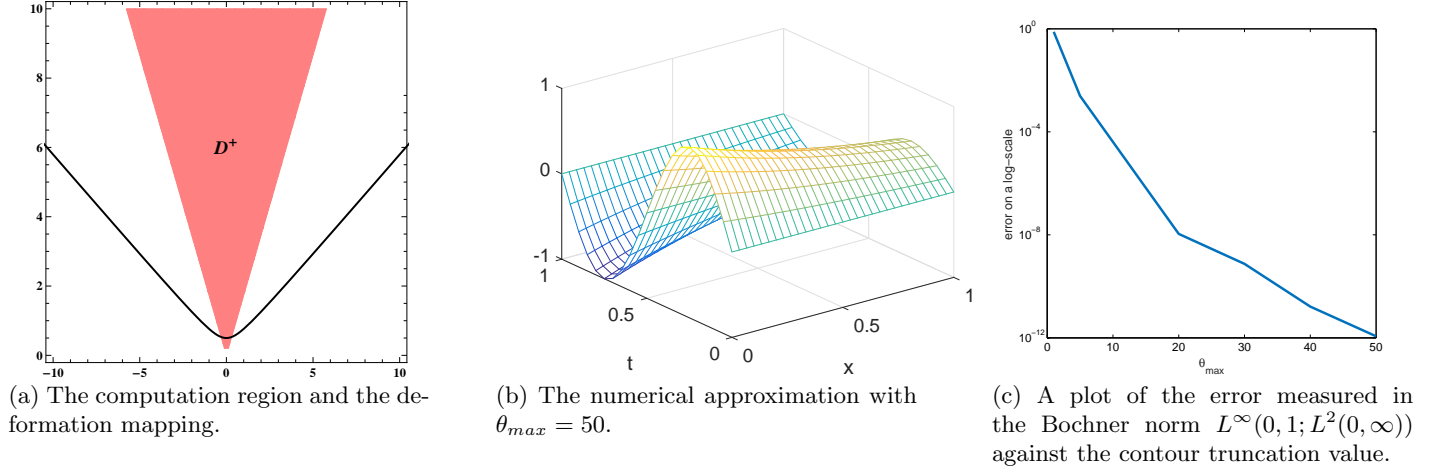 10
8
6
4
2
0
−10
−5
0
5
10
D+
(a) The computation region and the de-
formation mapping.
1
0
-1
1
0.5
0
t
0
0.5
1
x
(b) The numerical approximation with
θmax = 50.
10^0
10^−4
10^−8
10^−12
error on a log−scale
0
10
20
30
40
50
θmax
(c) A plot of the error measured in
the Bochner norm L^∞(0, 1; L^2(0, ∞))
against the contour truncation value.